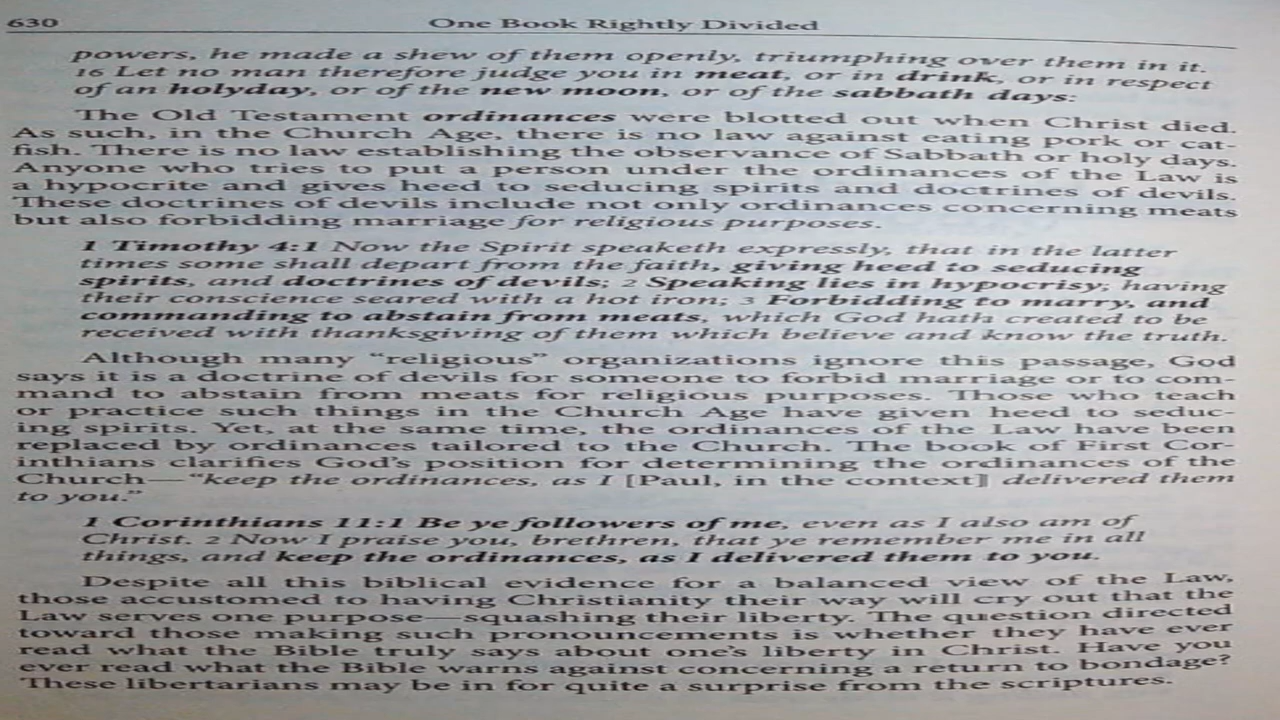 630
One Book Rightly Divided
powers, he made a shew of them openly, triumphing over them in it.
16 Let no man therefore judge you in meat, or in drink, or in respect
of an holyday, or of the new moon, or of the sabbath days:
The Old Testament ordinances were blotted out when Christ died.
As such, in the Church Age, there is no law against eating pork or cat-
fish. There is no law establishing the observance of Sabbath or holy days.
Anyone who tries to put a person under the ordinances of the Law is
a hypocrite and gives heed to seducing spirits and doctrines of devils.
These doctrines of devils include not only ordinances concerning meats
but also forbidding marriage for religious purposes.
1 Timothy 4:1 Now the Spirit speaketh expressly, that in the latter
times some shall depart from the faith, giving heed to seducing
spirits, and doctrines of devils; 2 Speaking lies in hypocrisy; having
their conscience seared with a hot iron; 3 Forbidding to marry, and
commanding to abstain from meats, which God hath created to be
received with thanksgiving of them which believe and know the truth.
Although many “religious” organizations ignore this passage, God
says it is a doctrine of devils for someone to forbid marriage or to com-
mand to abstain from meats for religious purposes. Those who teach
or practice such things in the Church Age have given heed to seduc-
ing spirits. Yet, at the same time, the ordinances of the Law have been
replaced by ordinances tailored to the Church. The book of First Cor-
inthians clarifies God’s position for determining the ordinances of the
Church—“keep the ordinances, as I [Paul, in the context] delivered them
to you.”
1 Corinthians 11:1 Be ye followers of me, even as I also am of
Christ. 2 Now I praise you, brethren, that ye remember me in all
things, and keep the ordinances, as I delivered them to you.
Despite all this biblical evidence for a balanced view of the Law,
those accustomed to having Christianity their way will cry out that the
Law serves one purpose—squashing their liberty. The question directed
toward those making such pronouncements is whether they have ever
read what the Bible truly says about one’s liberty in Christ. Have you
ever read what the Bible warns against concerning a return to bondage?
These libertarians may be in for quite a surprise from the scriptures.